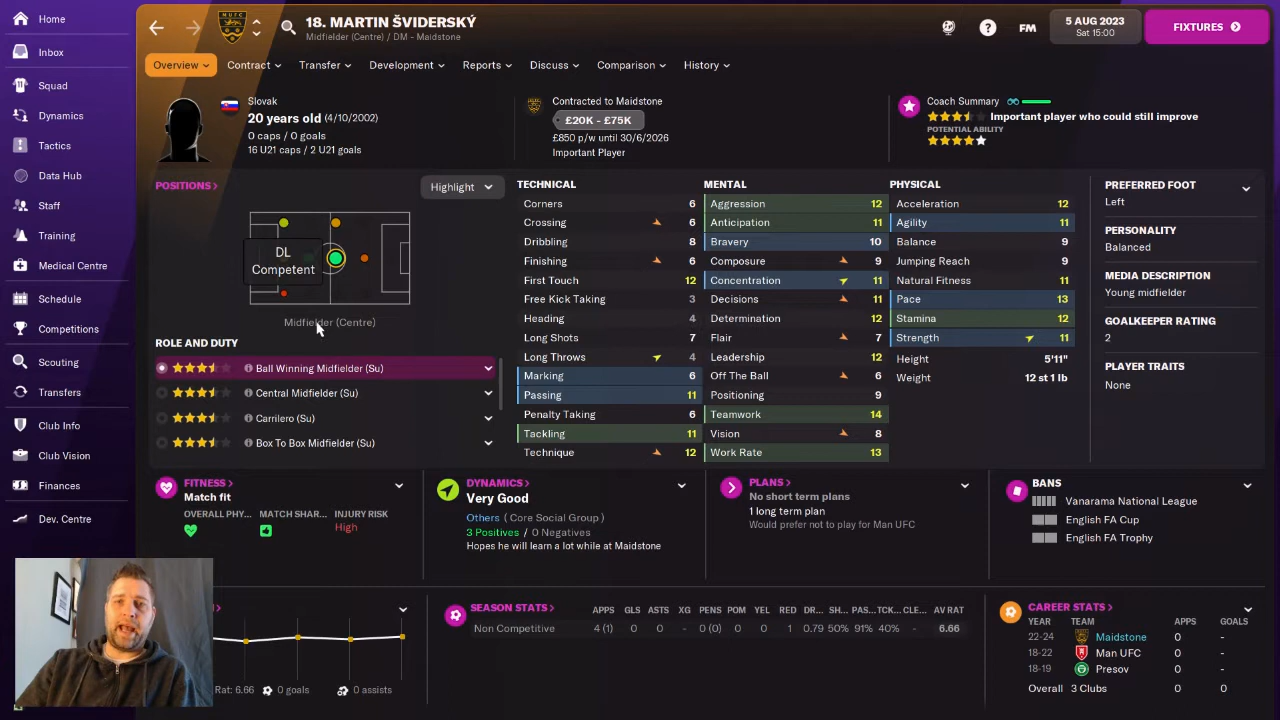 Home
Inbox
Squad
Dynamics
Tactics
Data Hub
Staff
Training
Medical Centre
Schedule
Competitions
Scouting
Transfers
Club Info
Club Vision
Finances
Dev. Centre
18. MARTIN ŠVIDERSKÝ
Midfielder (Centre) / DM - Maidstone
FM
5 AUG 2023
Sat 15:00
FIXTURES
Overview
Contract
Transfer
Development
Reports
Discuss
Comparison
History
Slovak
20 years old (4/10/2002)
0 caps / 0 goals
16 U21 caps / 2 U21 goals
Contracted to Maidstone
£20K - £75K
£850 p/w until 30/6/2026
Important Player
Coach Summary
Important player who could still improve
POTENTIAL ABILITY
POSITIONS
Highlight
DL
Competent
Midfielder (Centre)
ROLE AND DUTY
Ball Winning Midfielder (Su)
Central Midfielder (Su)
Carrilero (Su)
Box To Box Midfielder (Su)
TECHNICAL
Corners 6
Crossing 6
Dribbling 8
Finishing 6
First Touch 12
Free Kick Taking 3
Heading 4
Long Shots 7
Long Throws 4
Marking 6
Passing 11
Penalty Taking 6
Tackling 11
Technique 12
MENTAL
Aggression 12
Anticipation 11
Bravery 10
Composure 9
Concentration 11
Decisions 11
Determination 12
Flair 7
Leadership 12
Off The Ball 6
Positioning 9
Teamwork 14
Vision 8
Work Rate 13
PHYSICAL
Acceleration 12
Agility 11
Balance 9
Jumping Reach 9
Natural Fitness 11
Pace 13
Stamina 12
Strength 11
Height 5'11"
Weight 12 st 1 lb
PREFERRED FOOT
Left
PERSONALITY
Balanced
MEDIA DESCRIPTION
Young midfielder
GOALKEEPER RATING
2
PLAYER TRAITS
None
FITNESS
Match fit
OVERALL PHY... MATCH SHAR... INJURY RISK
High
DYNAMICS
Very Good
Others ( Core Social Group )
3 Positives / 0 Negatives
Hopes he will learn a lot while at Maidstone
PLANS
No short term plans
1 long term plan
Would prefer not to play for Man UFC
BANS
Vanarama National League
English FA Cup
English FA Trophy
Rat: 6.66 0 goals 0 assists
SEASON STATS APPS GLS ASTS XG PENS POM YEL RED DR... SH... PAS... TCK... CLE... AV RAT
Non Competitive 4 (1) 0 0 - 0 (0) 0 0 1 0.79 50% 91% 40% - 6.66
CAREER STATS
YEAR TEAM APPS GOALS
22-24 Maidstone 0 -
18-22 Man UFC 0 -
18-19 Presov 0 -
Overall 3 Clubs 0 0